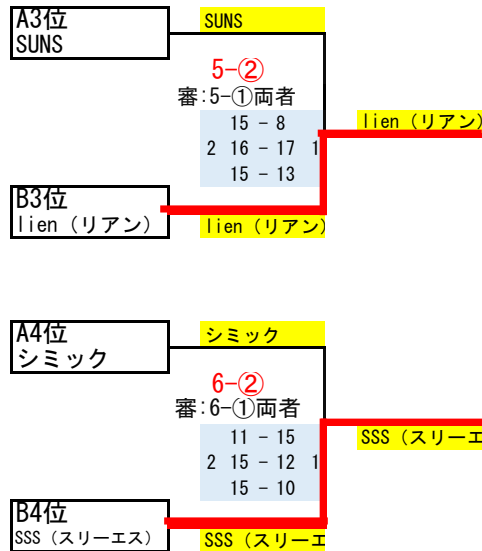 A3位
SUNS
SUNS
5-②
審:5-①両者
15 - 8
2 16 - 17 1
15 - 13
lien（リアン）
B3位
lien（リアン）
lien（リアン）
A4位
シミック
シミック
6-②
審:6-①両者
11 - 15
2 15 - 12 1
15 - 10
SSS（スリーエ
B4位
SSS（スリーエス）
SSS（スリーエ